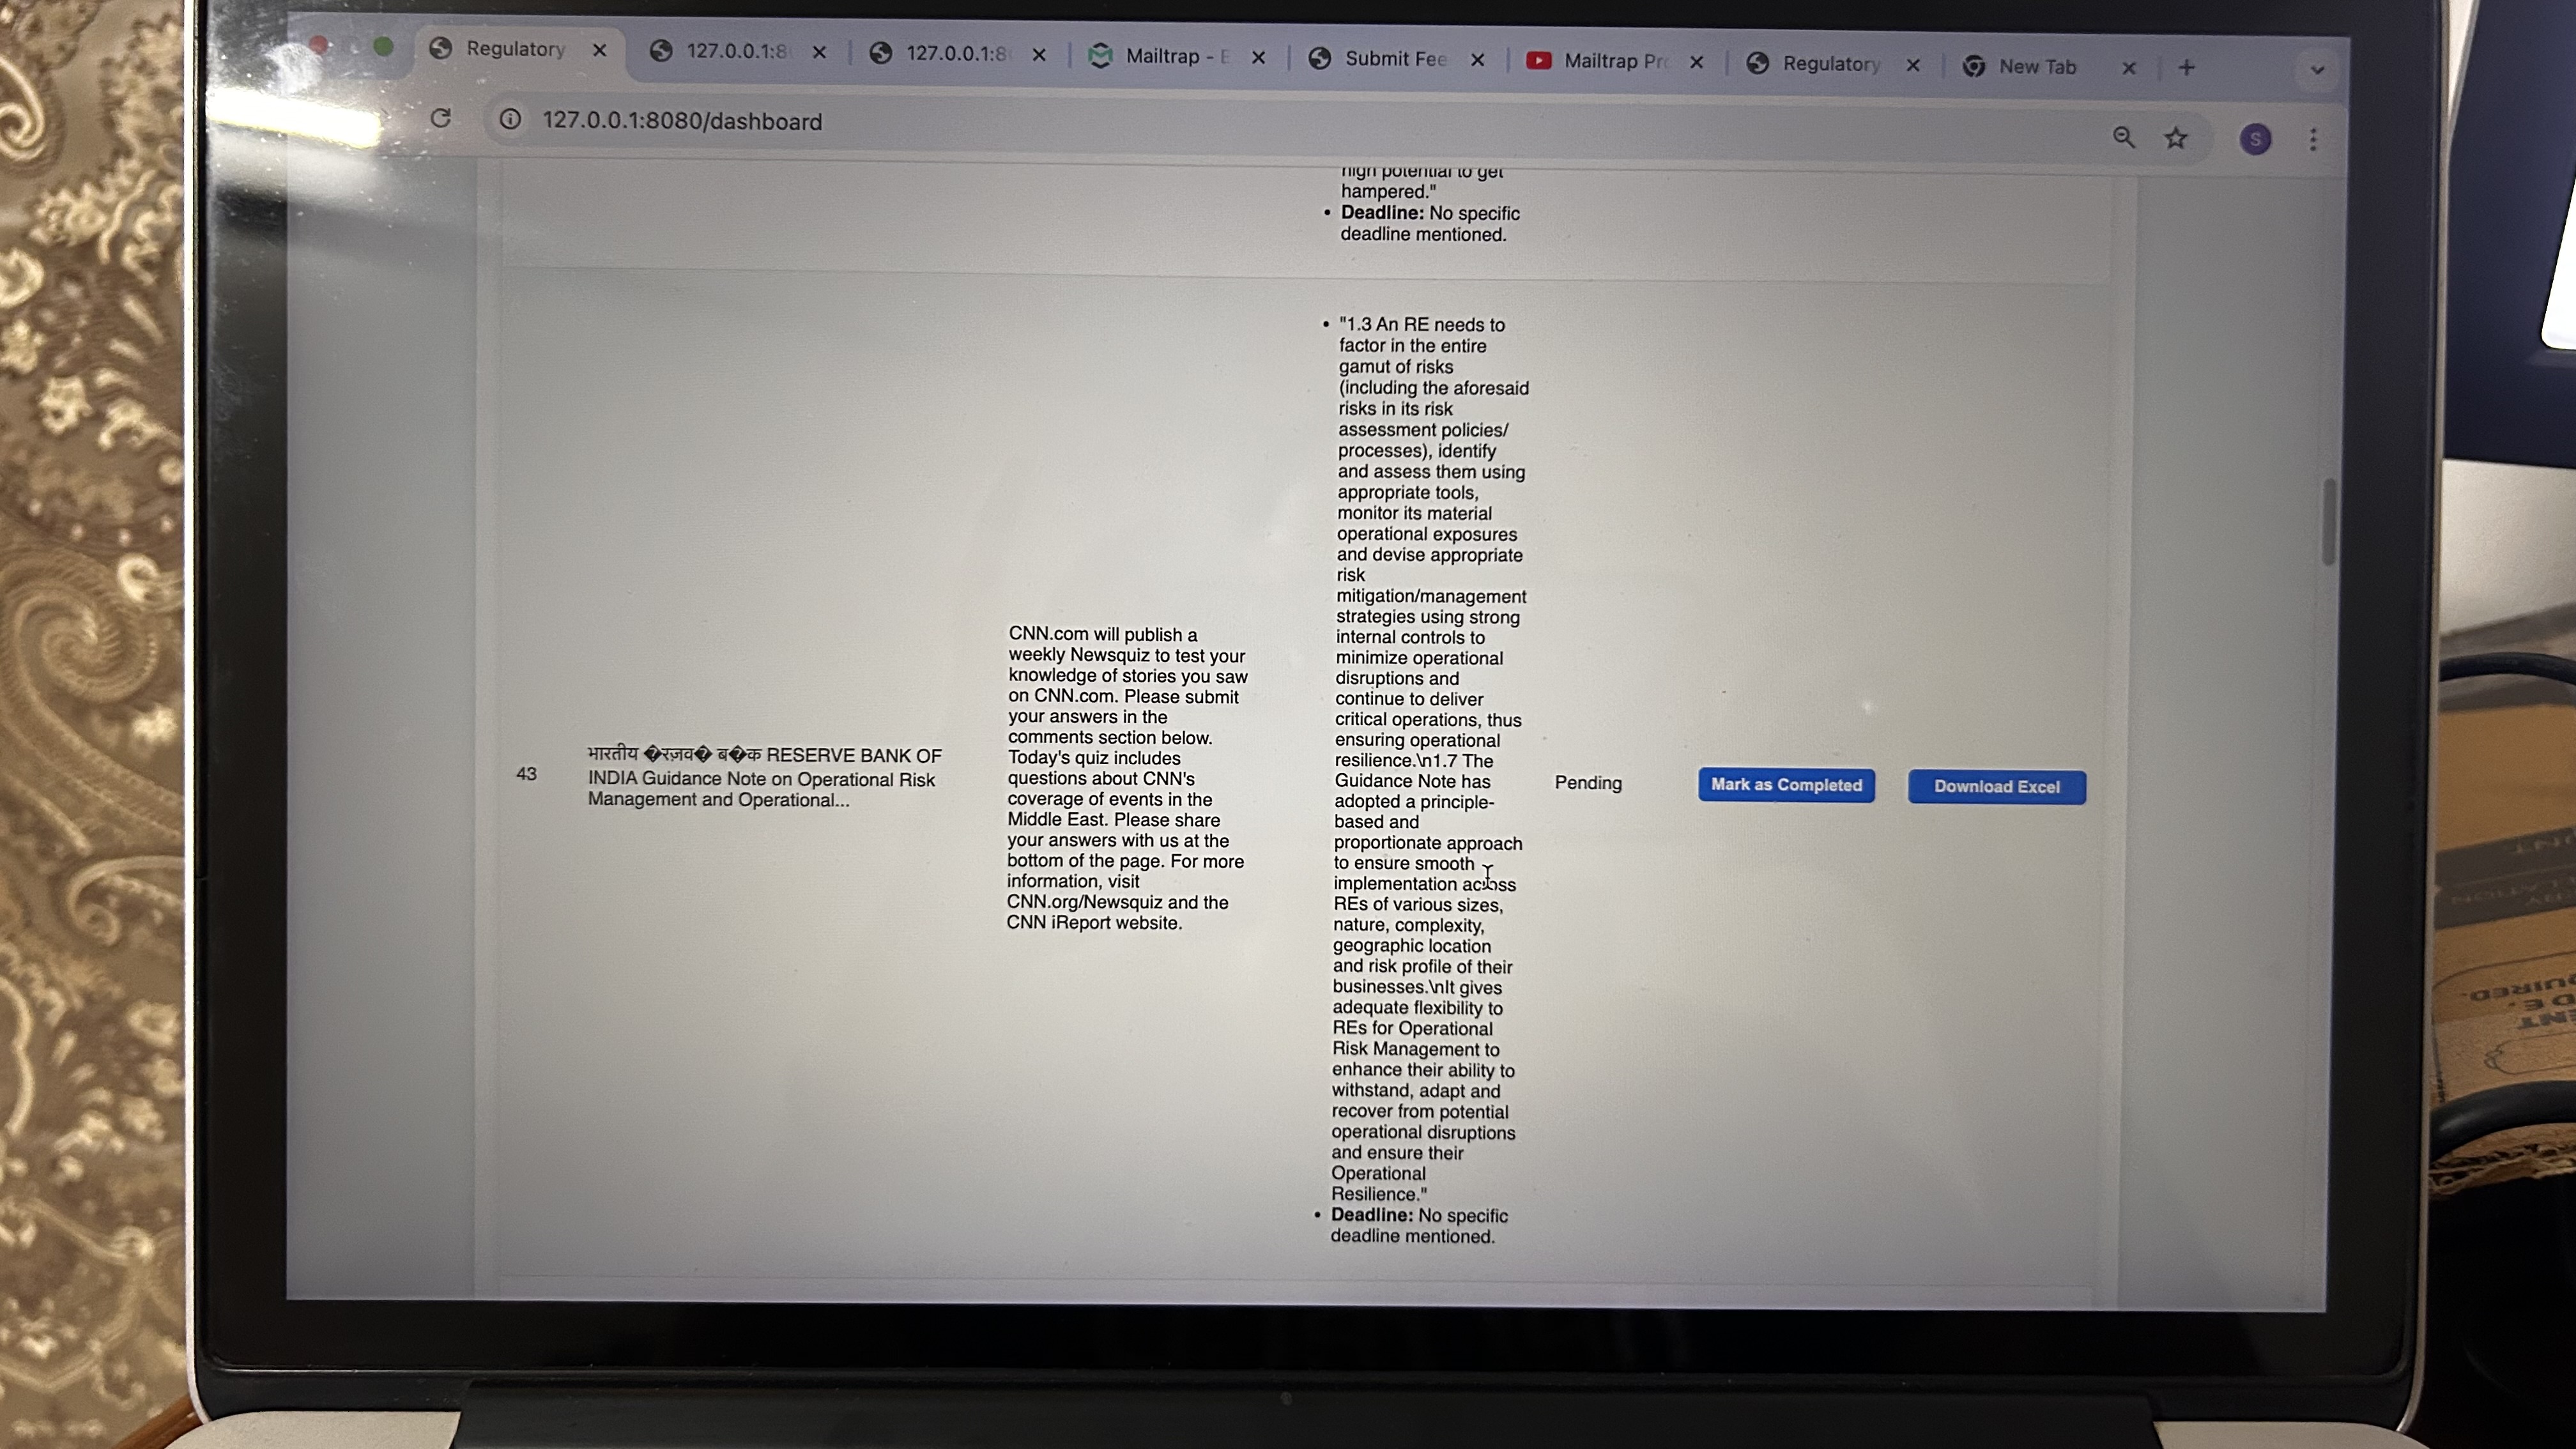 Regulatory
127.0.0.1:8
127.0.0.1:8
Mailtrap - E
Submit Fee
Mailtrap Pr
Regulatory
New Tab
127.0.0.1:8080/dashboard
S
high potential to get
hampered."
• Deadline: No specific
deadline mentioned.
43
भारतीय �रज़व� ब�क RESERVE BANK OF
INDIA Guidance Note on Operational Risk
Management and Operational...
CNN.com will publish a
weekly Newsquiz to test your
knowledge of stories you saw
on CNN.com. Please submit
your answers in the
comments section below.
Today's quiz includes
questions about CNN's
coverage of events in the
Middle East. Please share
your answers with us at the
bottom of the page. For more
information, visit
CNN.org/Newsquiz and the
CNN iReport website.
• "1.3 An RE needs to
factor in the entire
gamut of risks
(including the aforesaid
risks in its risk
assessment policies/
processes), identify
and assess them using
appropriate tools,
monitor its material
operational exposures
and devise appropriate
risk
mitigation/management
strategies using strong
internal controls to
minimize operational
disruptions and
continue to deliver
critical operations, thus
ensuring operational
resilience.\n1.7 The
Guidance Note has
adopted a principle-
based and
proportionate approach
to ensure smooth
implementation across
REs of various sizes,
nature, complexity,
geographic location
and risk profile of their
businesses.\nIt gives
adequate flexibility to
REs for Operational
Risk Management to
enhance their ability to
withstand, adapt and
recover from potential
operational disruptions
and ensure their
Operational
Resilience."
• Deadline: No specific
deadline mentioned.
Pending
Mark as Completed
Download Excel